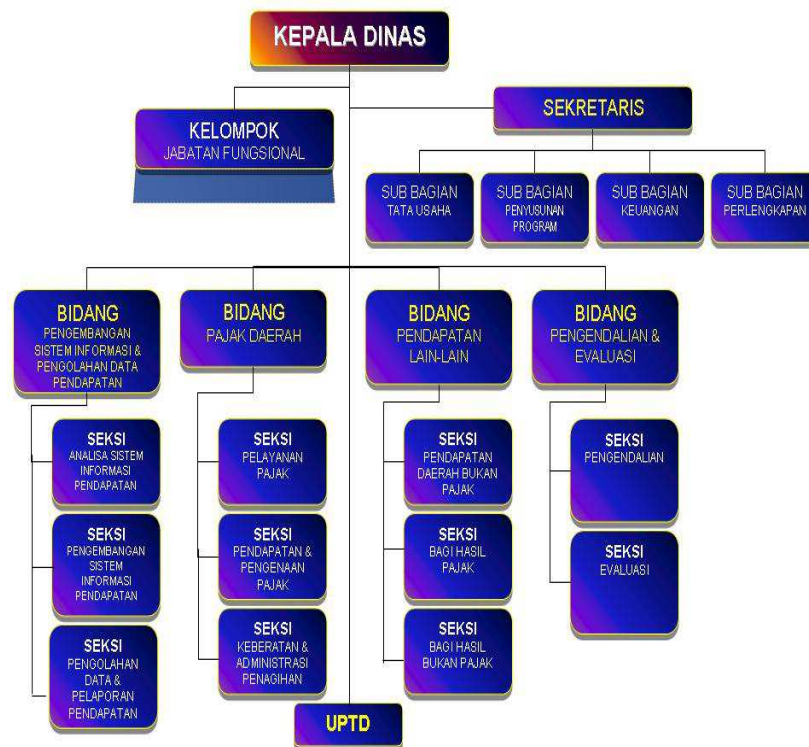 KEPALA DINAS
KELOMPOK
JABATAN FUNGSIONAL
SEKRETARIS
SUB BAGIAN
TATA USAHA
SUB BAGIAN
PENYUSUNAN
PROGRAM
SUB BAGIAN
KEUANGAN
SUB BAGIAN
PERLENGKAPAN
BIDANG
PENGEMBANGAN
SISTEM INFORMASI &
PENGOLAHAN DATA
PENDAPATAN
BIDANG
PAJAK DAERAH
BIDANG
PENDAPATAN
LAIN-LAIN
BIDANG
PENGENDALIAN &
EVALUASI
SEKSI
ANALISA SISTEM
INFORMASI
PENDAPATAN
SEKSI
PENGEMBANGAN
SISTEM
INFORMASI
PENDAPATAN
SEKSI
PENGOLAHAN
DATA &
PELAPORAN
PENDAPATAN
SEKSI
PELAYANAN
PAJAK
SEKSI
PENDAPATAN &
PENGENAAN
PAJAK
SEKSI
KEBERATAN &
ADMINISTRASI
PENAGIHAN
SEKSI
PENDAPATAN
DAERAH BUKAN
PAJAK
SEKSI
BAGI HASIL
PAJAK
SEKSI
BAGI HASIL
BUKAN PAJAK
SEKSI
PENGENDALIAN
SEKSI
EVALUASI
UPTD